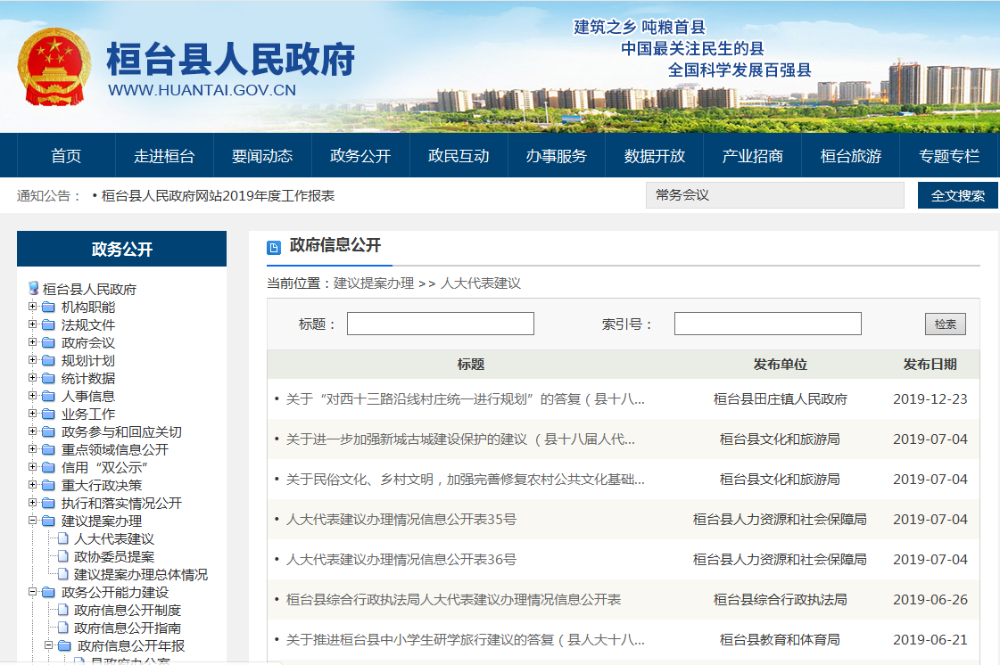 建筑之乡 吨粮首县
中国最关注民生的县
全国科学发展百强县
桓台县人民政府
WWW.HUANTAI.GOV.CN
首页 走进桓台 要闻动态 政务公开 政民互动 办事服务 数据开放 产业招商 桓台旅游 专题专栏
通知公告： • 桓台县人民政府网站2019年度工作报表 常务会议 全文搜索
政务公开
桓台县人民政府
机构职能
法规文件
政府会议
规划计划
统计数据
人事信息
业务工作
政务参与和回应关切
重点领域信息公开
信用“双公示”
重大行政决策
执行和落实情况公开
建议提案办理
人大代表建议
政协委员提案
建议提案办理总体情况
政务公开能力建设
政府信息公开制度
政府信息公开指南
政府信息公开年报
县政府办公室
政府信息公开
当前位置：建议提案办理 >> 人大代表建议
标题： 索引号： 检索
标题 发布单位 发布日期
• 关于“对西十三路沿线村庄统一进行规划”的答复（县十八... 桓台县田庄镇人民政府 2019-12-23
• 关于进一步加强新城古城建设保护的建议 （县十八届人代... 桓台县文化和旅游局 2019-07-04
• 关于民俗文化、乡村文明，加强完善修复农村公共文化基础... 桓台县文化和旅游局 2019-07-04
• 人大代表建议办理情况信息公开表35号 桓台县人力资源和社会保障局 2019-07-04
• 人大代表建议办理情况信息公开表36号 桓台县人力资源和社会保障局 2019-07-04
• 桓台县综合行政执法局人大代表建议办理情况信息公开表 桓台县综合行政执法局 2019-06-26
• 关于推进桓台县中小学生研学旅行建议的答复（县人大十八... 桓台县教育和体育局 2019-06-21